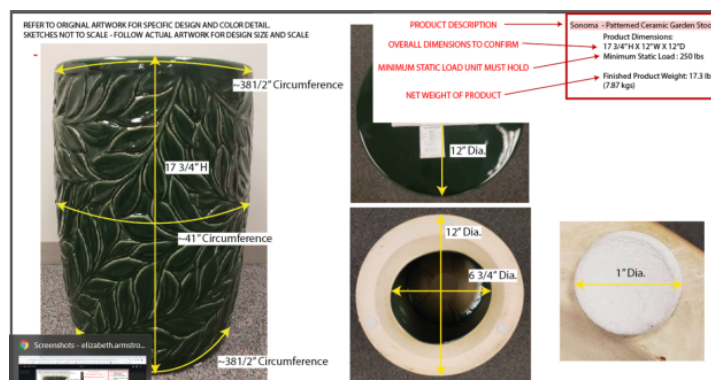 REFER TO ORIGINAL ARTWORK FOR SPECIFIC DESIGN AND COLOR DETAIL.
SKETCHES NOT TO SCALE - FOLLOW ACTUAL ARTWORK FOR DESIGN SIZE AND SCALE
PRODUCT DESCRIPTION
Sonoma - Patterned Ceramic Garden Stoo
OVERALL DIMENSIONS TO CONFIRM
Product Dimensions:
17 3/4"H X 12"W X 12"D
MINIMUM STATIC LOAD UNIT MUST HOLD
Minimum Static Load : 250 lbs
NET WEIGHT OF PRODUCT
Finished Product Weight: 17.3 lb
(7.87 kgs)
~381/2" Circumference
17 3/4" H
12" Dia.
~41" Circumference
12" Dia.
6 3/4" Dia.
1" Dia.
Screenshots - elizabeth.armstro...
~381/2" Circumference